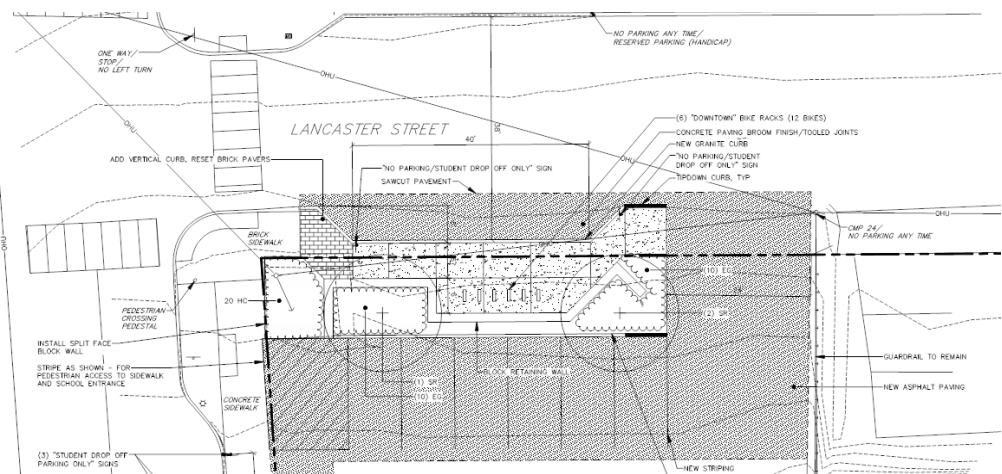 NO PARKING ANY TIME/
RESERVED PARKING (HANDICAP)
ONE WAY/
STOP/
NO LEFT TURN
OHU
OHU
LANCASTER STREET
40'
38'
(6) "DOWNTOWN" BIKE RACKS (12 BIKES)
CONCRETE PAVING BROOM FINISH/TOOLED JOINTS
NEW GRANITE CURB
"NO PARKING/STUDENT
DROP OFF ONLY" SIGN
TIPDOWN CURB, TYP
OHU
ADD VERTICAL CURB, RESET BRICK PAVERS
"NO PARKING/STUDENT DROP OFF ONLY" SIGN
SAWCUT PAVEMENT
OHU
OHU
BRICK
SIDEWALK
CMP 24/
NO PARKING ANY TIME
OHU
(10) EG
20 HC
(2) SR
PEDESTRIAN
CROSSING
PEDESTAL
INSTALL SPLIT FACE
BLOCK WALL
STRIPE AS SHOWN - FOR
PEDESTRIAN ACCESS TO SIDEWALK
AND SCHOOL ENTRANCE
BLOCK RETAINING WALL
GUARDRAIL TO REMAIN
(1) SR
(10) EG
NEW ASPHALT PAVING
CONCRETE
SIDEWALK
(3) "STUDENT DROP OFF
PARKING ONLY" SIGNS
NEW STRIPING